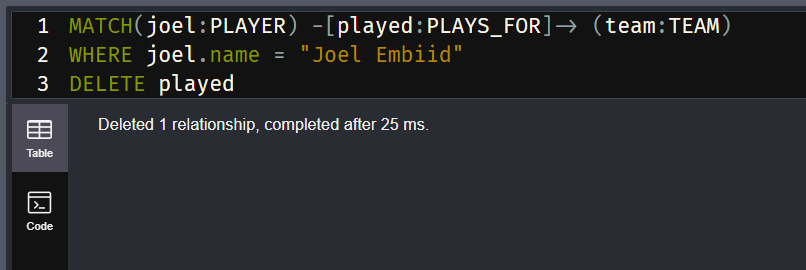 1 MATCH(joel:PLAYER) -[played:PLAYS_FOR]-> (team:TEAM)
2 WHERE joel.name = "Joel Embiid"
3 DELETE played
Deleted 1 relationship, completed after 25 ms.
Table
Code